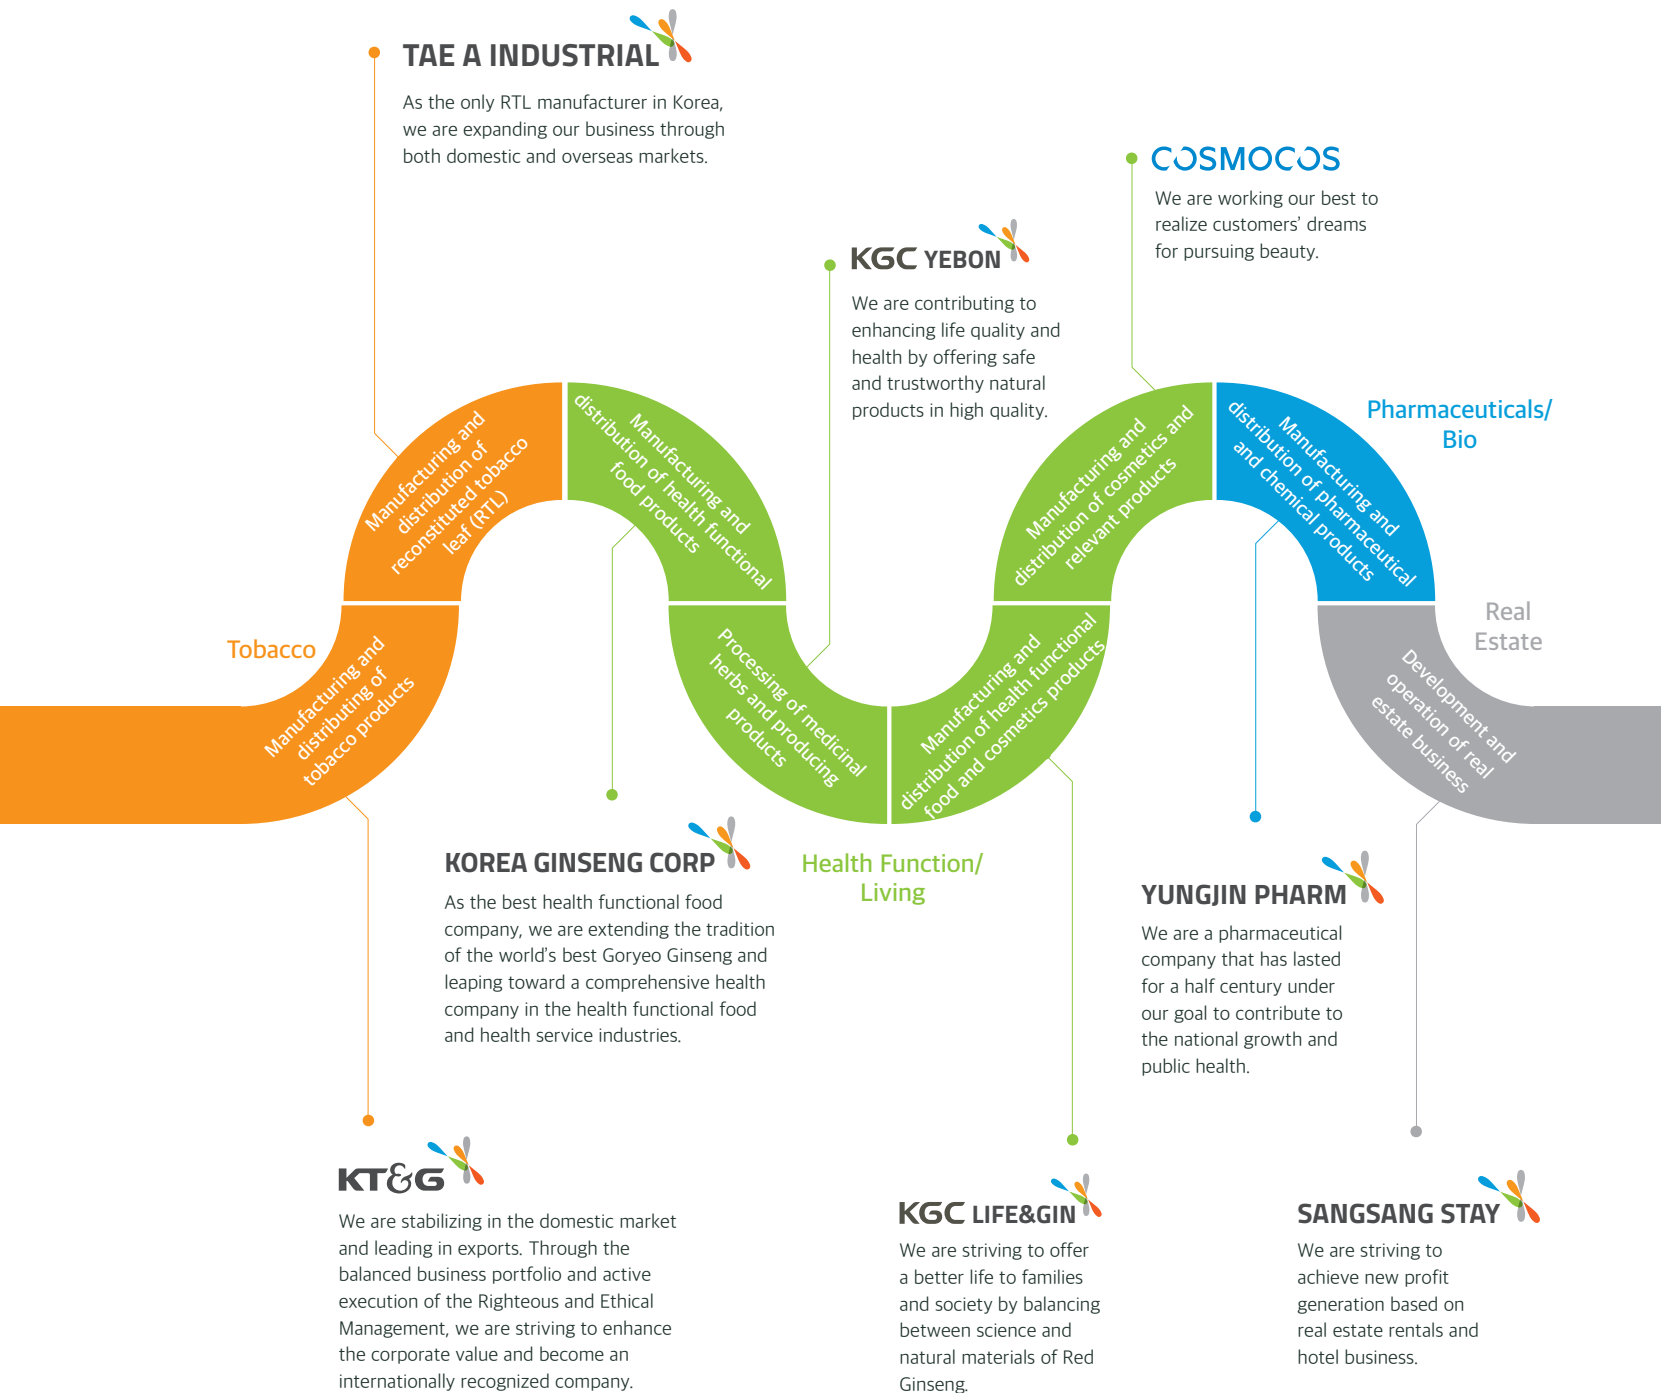 TAE A INDUSTRIAL
As the only RTL manufacturer in Korea,
we are expanding our business through
both domestic and overseas markets.
COSMOCOS
We are working our best to
realize customers’ dreams
for pursuing beauty.
KGC YEBON
We are contributing to
enhancing life quality and
health by offering safe
and trustworthy natural
products in high quality.
Tobacco
Manufacturing and
distributing of
tobacco products
Manufacturing and
distribution of
reconstituted tobacco
leaf (RTL)
Manufacturing and
distribution of health functional
food products
Processing of medicinal
herbs and producing
products
Health Function/
Living
Manufacturing and
distribution of health functional
food and cosmetics products
Manufacturing and
distribution of cosmetics and
relevant products
Pharmaceuticals/
Bio
Manufacturing and
distribution of pharmaceutical
and chemical products
Real
Estate
Development and
operation of real
estate business
KOREA GINSENG CORP
As the best health functional food
company, we are extending the tradition
of the world’s best Goryeo Ginseng and
leaping toward a comprehensive health
company in the health functional food
and health service industries.
YUNGJIN PHARM
We are a pharmaceutical
company that has lasted
for a half century under
our goal to contribute to
the national growth and
public health.
KT&G
We are stabilizing in the domestic market
and leading in exports. Through the
balanced business portfolio and active
execution of the Righteous and Ethical
Management, we are striving to enhance
the corporate value and become an
internationally recognized company.
KGC LIFE&GIN
We are striving to offer
a better life to families
and society by balancing
between science and
natural materials of Red
Ginseng.
SANGSANG STAY
We are striving to
achieve new profit
generation based on
real estate rentals and
hotel business.